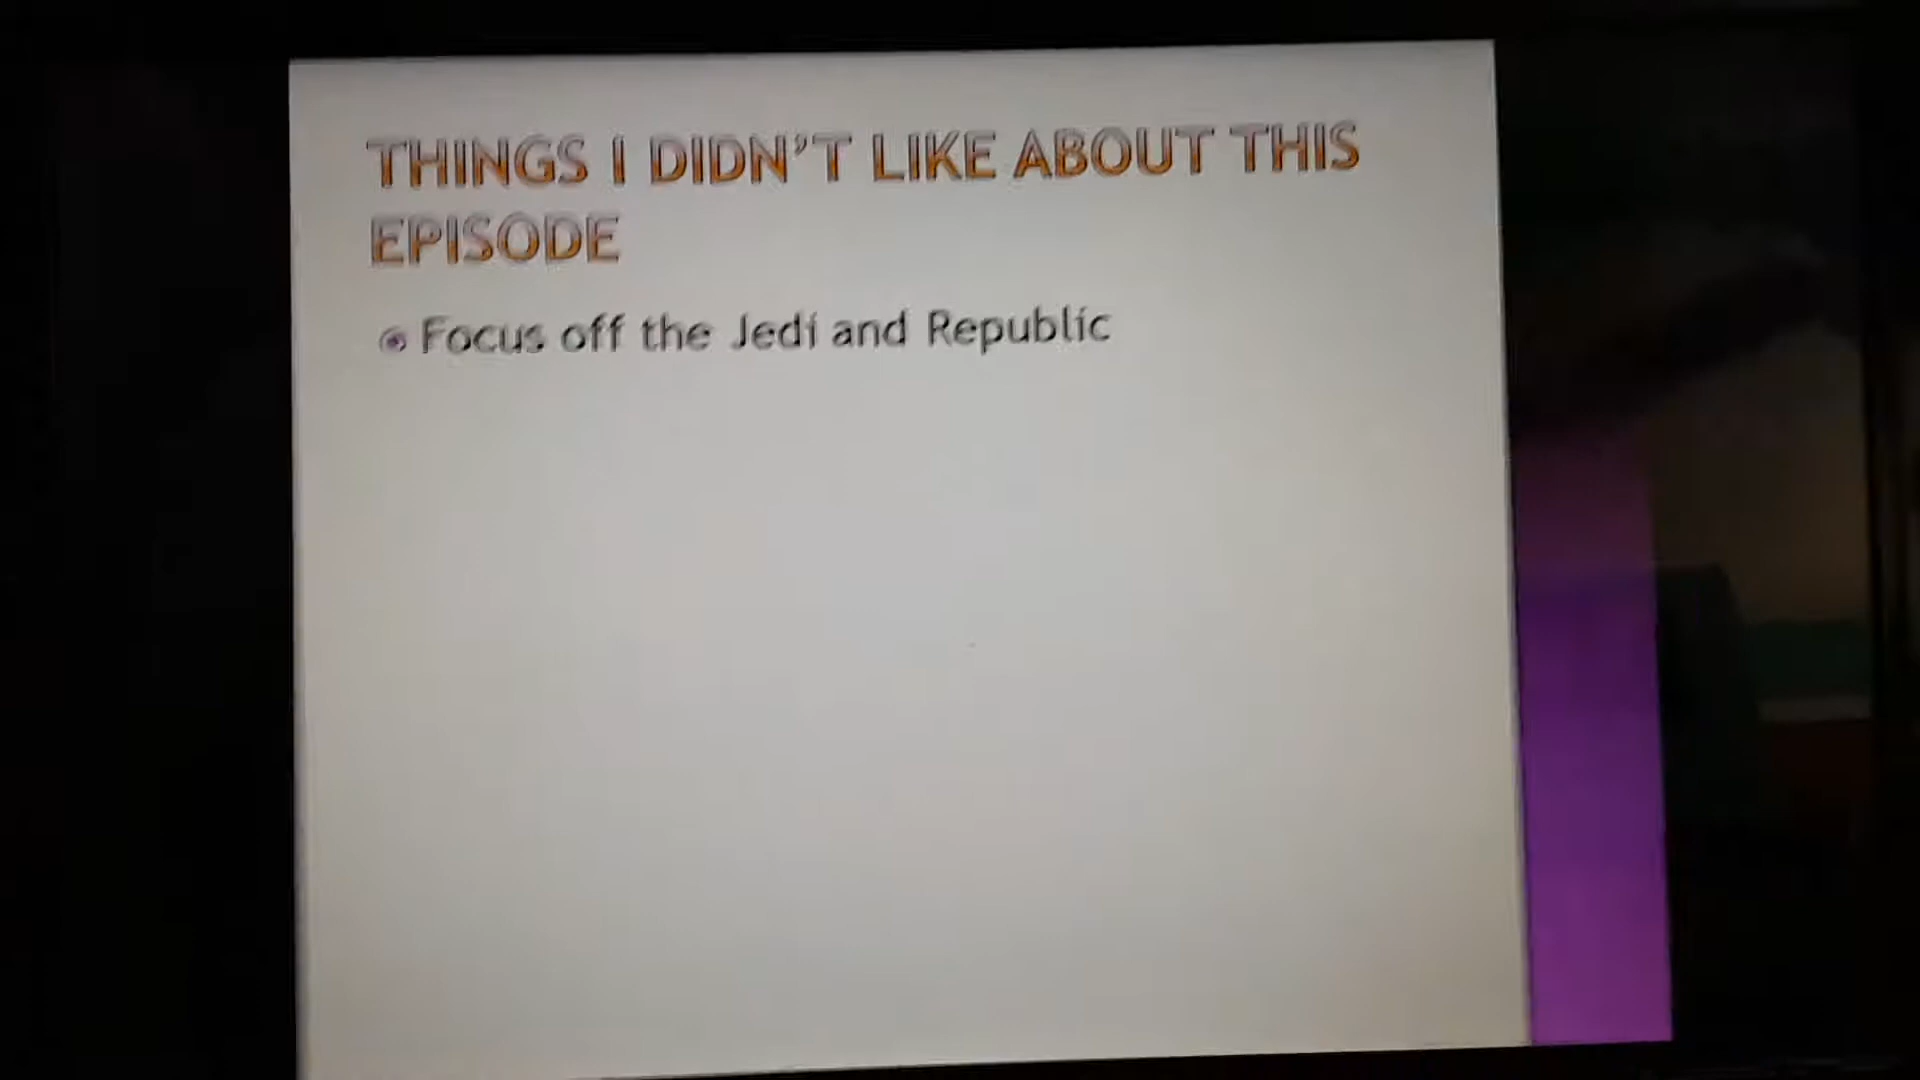 THINGS I DIDN'T LIKE ABOUT THIS
EPISODE
Focus off the Jedi and Republic